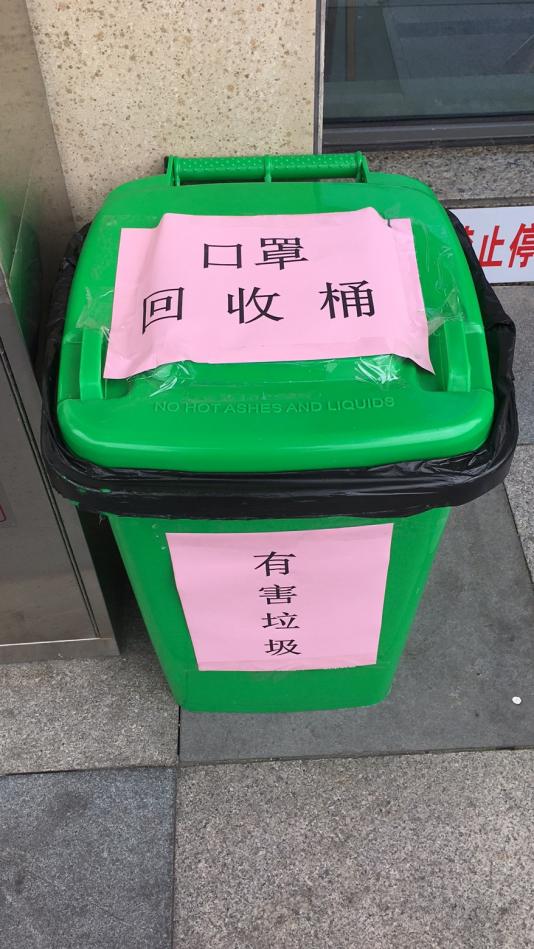 口罩
回收桶
NO HOT ASHES AND LIQUIDS
有
害
垃
圾
止停